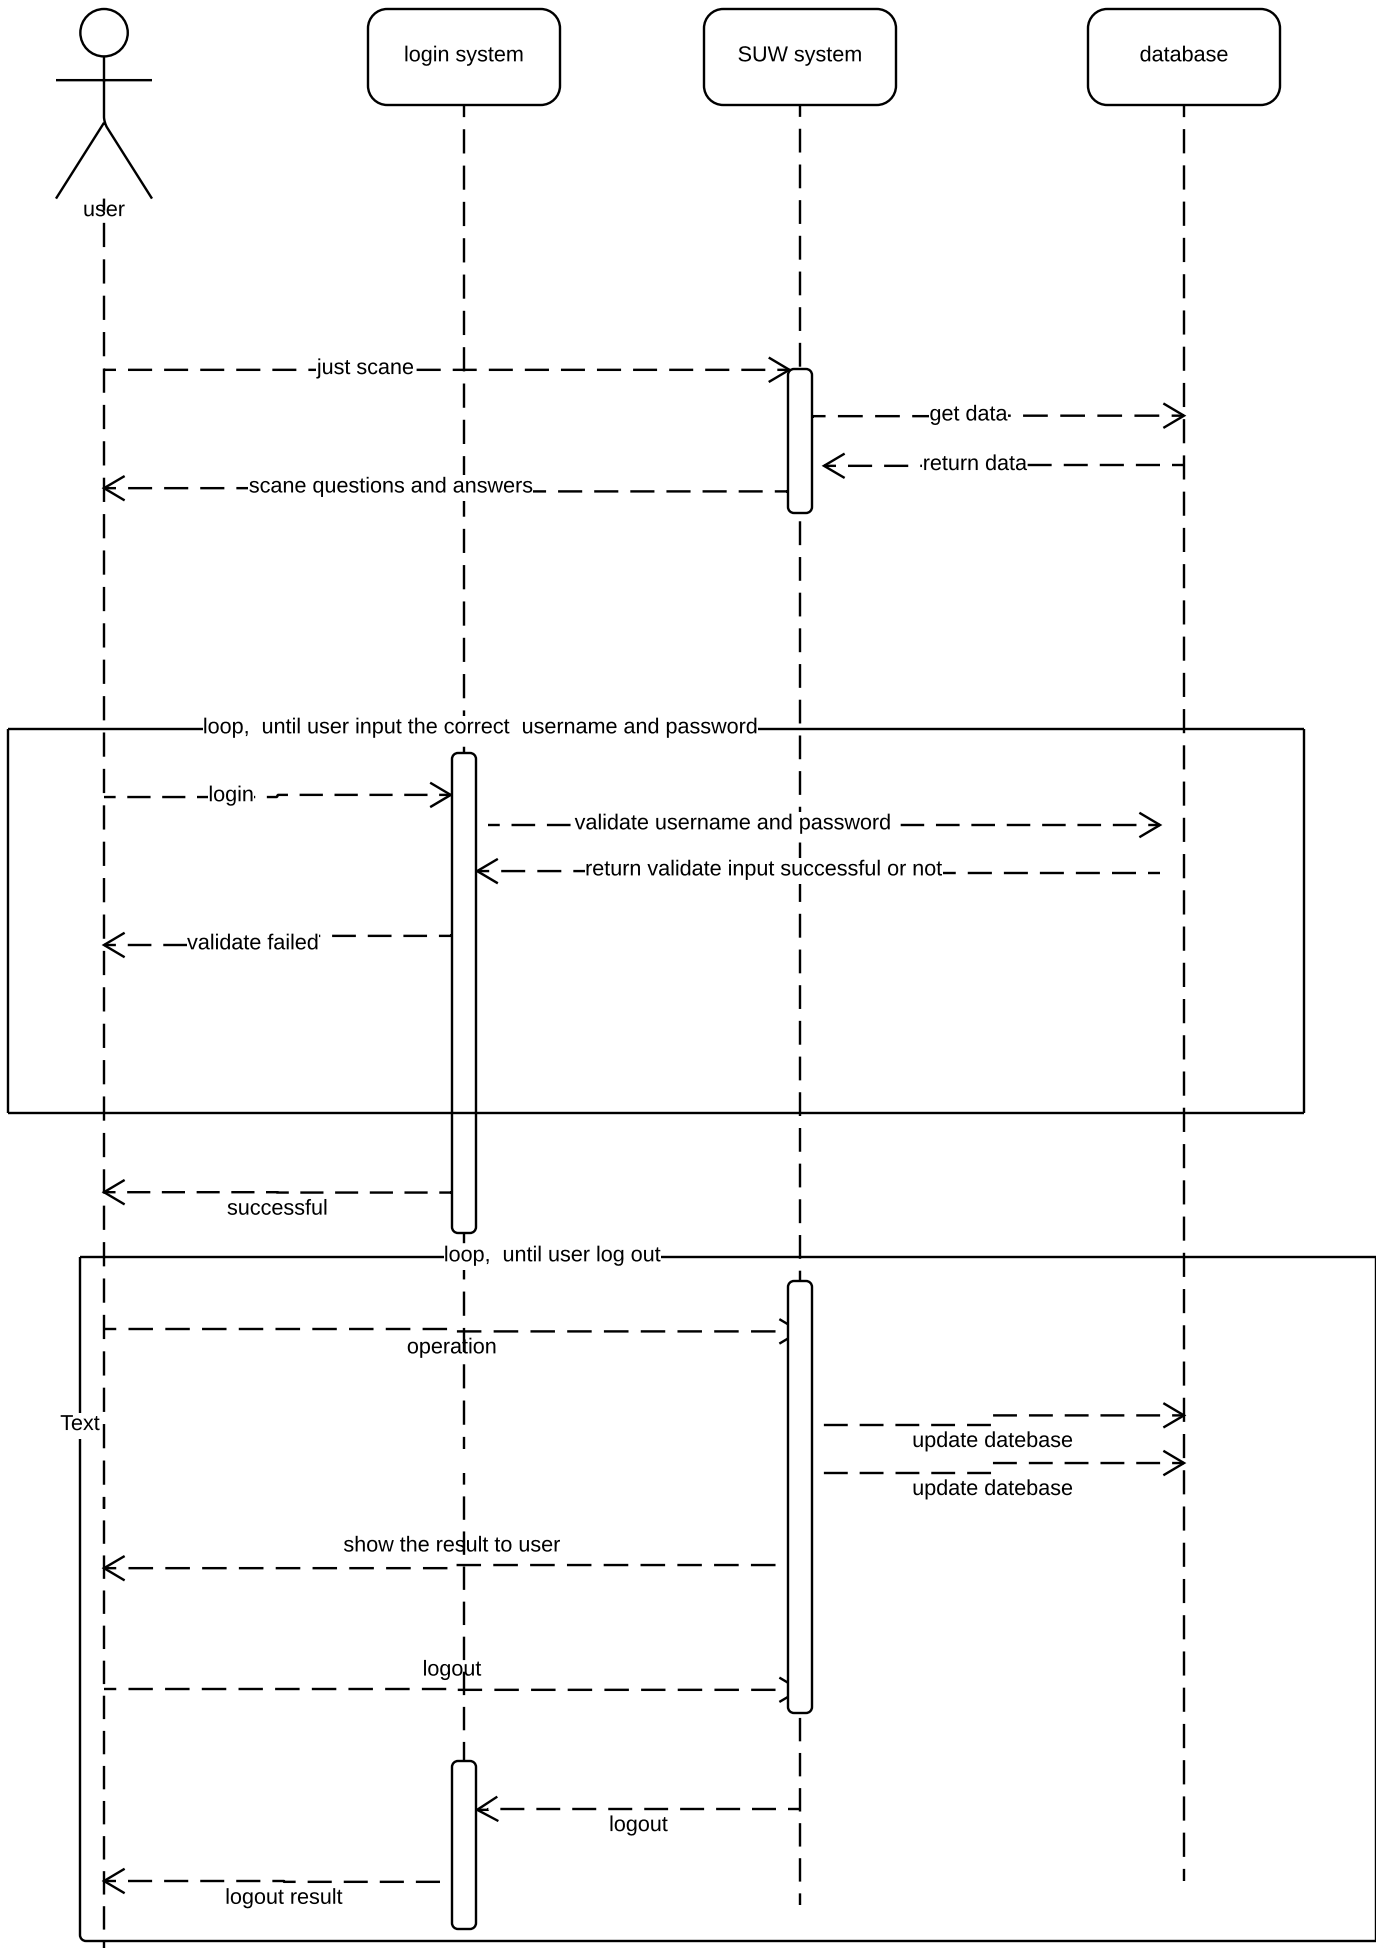 login system
SUW system
database
user
just scane
get data
return data
scane questions and answers
loop,  until user input the correct  username and password
login
validate username and password
return validate input successful or not
validate failed
successful
loop,  until user log out
operation
Text
update datebase
update datebase
show the result to user
logout
logout
logout result